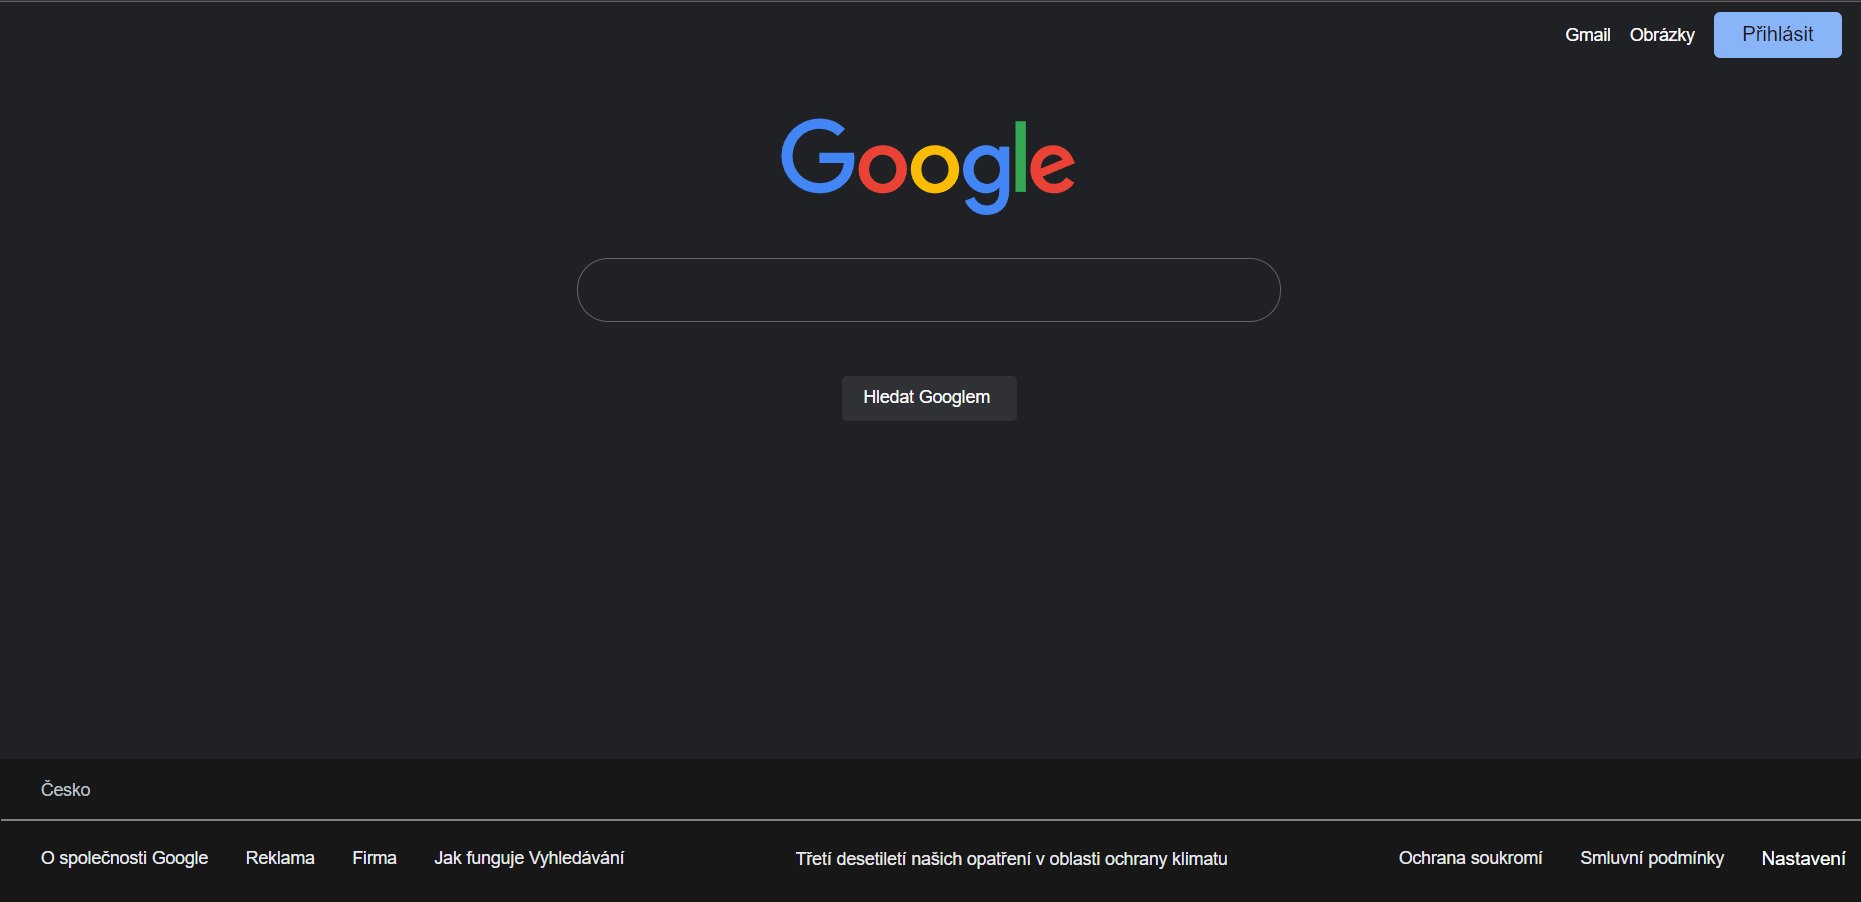 Gmail Obrázky Přihlásit
Google
Hledat Googlem
Česko
O společnosti Google Reklama Firma Jak funguje Vyhledávání Třetí desetiletí našich opatření v oblasti ochrany klimatu Ochrana soukromí Smluvní podmínky Nastavení